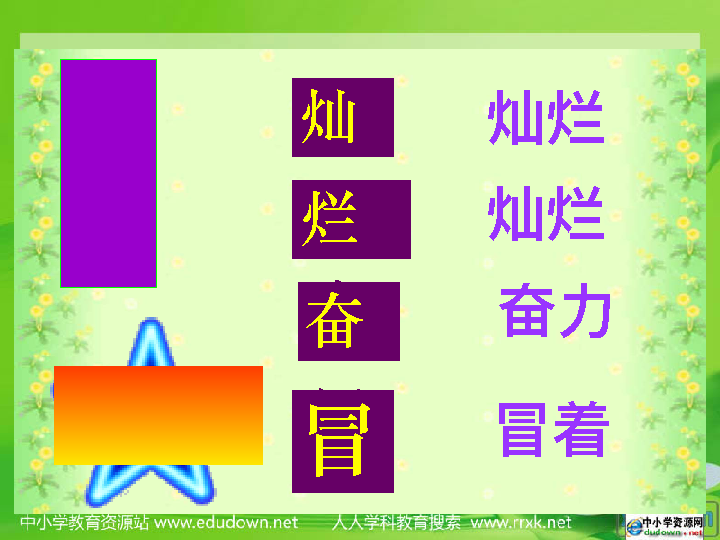 灿 灿烂
烂 灿烂
奋 奋力
冒 冒着
中小学教育资源站 www.edudown.net 人人学科教育搜索 www.rrxk.net
中小学资源网
edudown.net